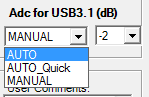 Adc for USB3.1 (dB)
MANUAL -2
AUTO
AUTO_Quick
MANUAL
User Comments: